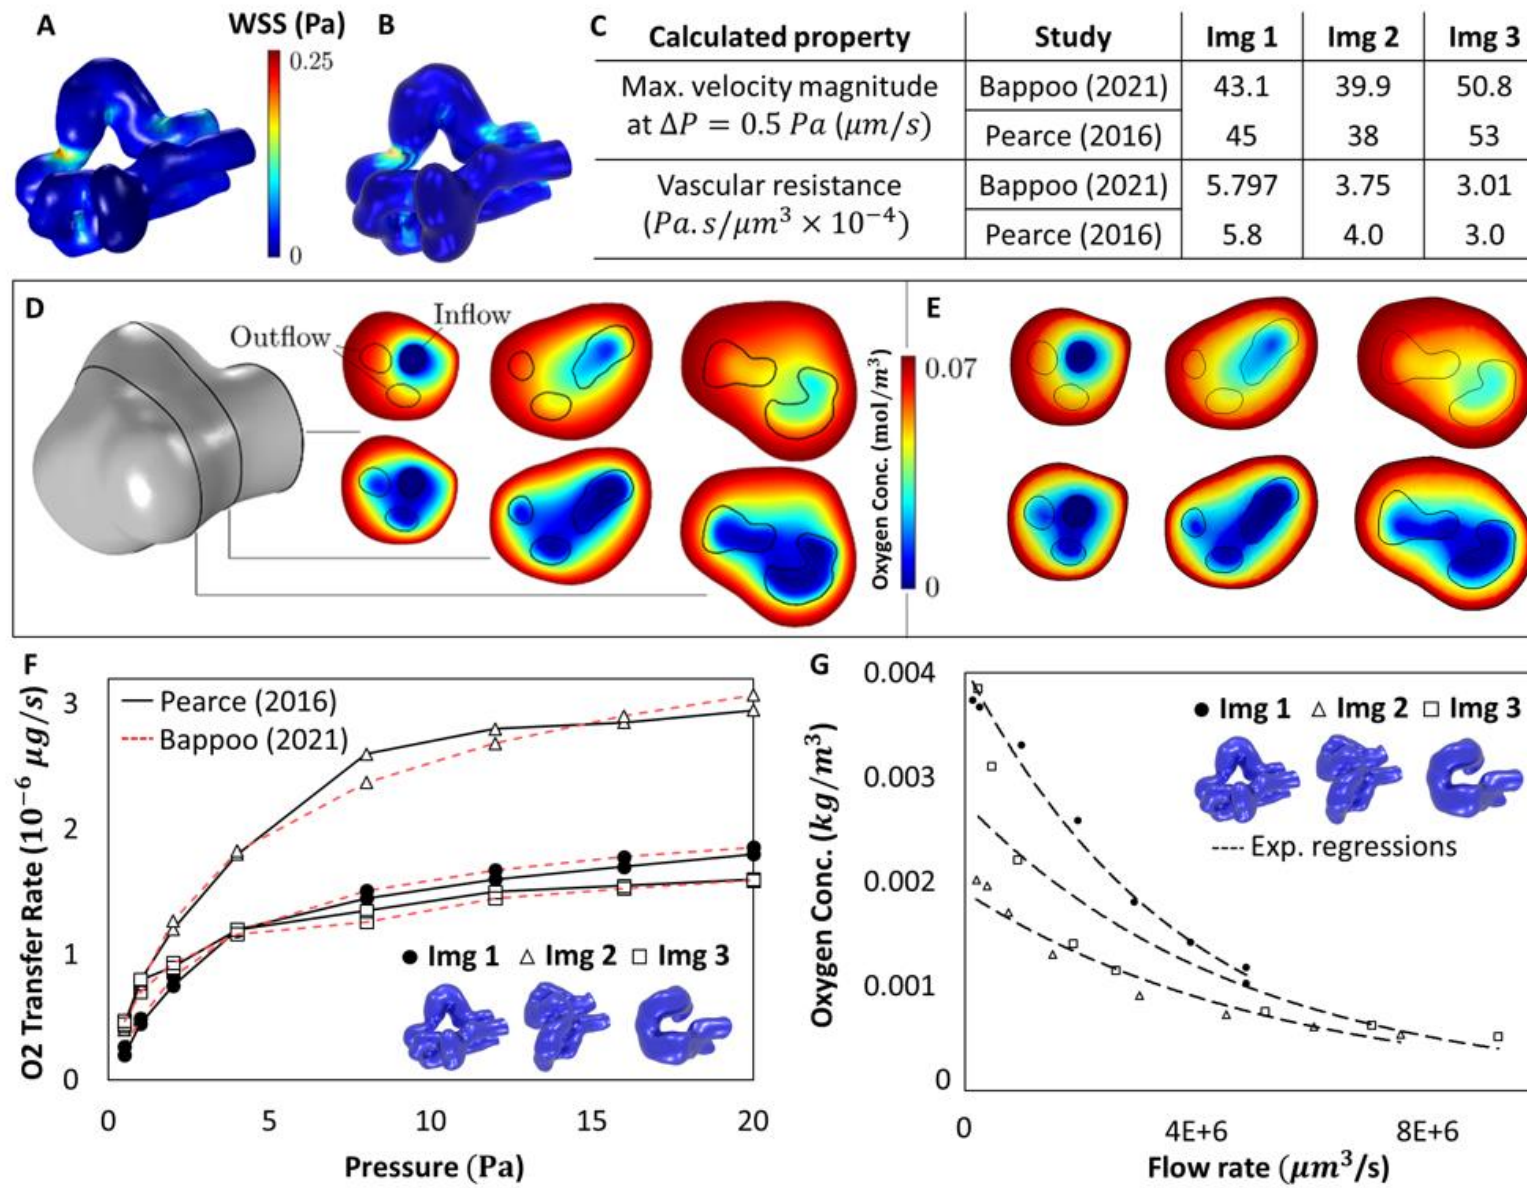 A
WSS (Pa)
0.25
0
B
C
Calculated property Study Img 1 Img 2 Img 3
Max. velocity magnitude
at ΔP = 0.5 Pa (μm/s)
Bappoo (2021) 43.1 39.9 50.8
Pearce (2016) 45 38 53
Vascular resistance
(Pa.s/μm³ × 10⁻⁴)
Bappoo (2021) 5.797 3.75 3.01
Pearce (2016) 5.8 4.0 3.0
D
Outflow
Inflow
Oxygen Conc. (mol/m³)
0.07
0
E
F
O2 Transfer Rate (10⁻⁶ μg/s)
3
2
1
0
Pearce (2016)
Bappoo (2021)
Img 1 Img 2 Img 3
0 5 10 15 20
Pressure (Pa)
G
Oxygen Conc. (kg/m³)
0.004
0.003
0.002
0.001
0
Img 1 Img 2 Img 3
Exp. regressions
0 4E+6 8E+6
Flow rate (μm³/s)